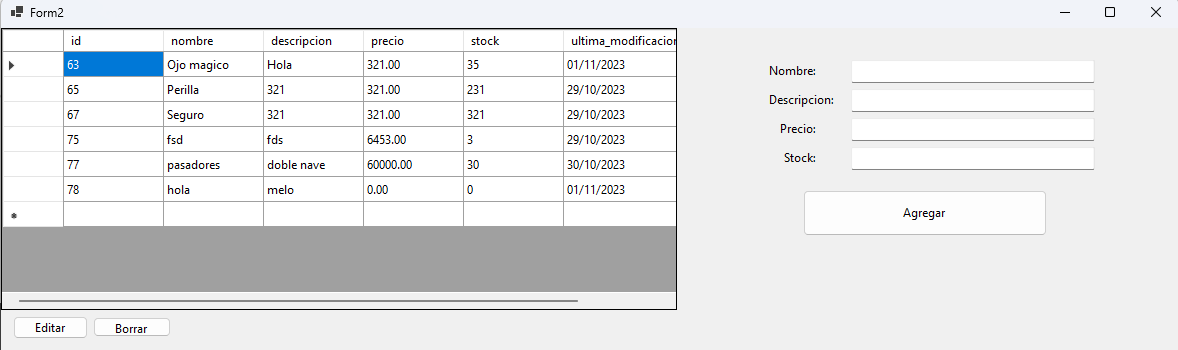 Form2
id nombre descripcion precio stock ultima_modificacion
63 Ojo magico Hola 321.00 35 01/11/2023
65 Perilla 321 321.00 231 29/10/2023
67 Seguro 321 321.00 321 29/10/2023
75 fsd fds 6453.00 3 29/10/2023
77 pasadores doble nave 60000.00 30 30/10/2023
78 hola melo 0.00 0 01/11/2023
Editar Borrar
Nombre:
Descripcion:
Precio:
Stock:
Agregar